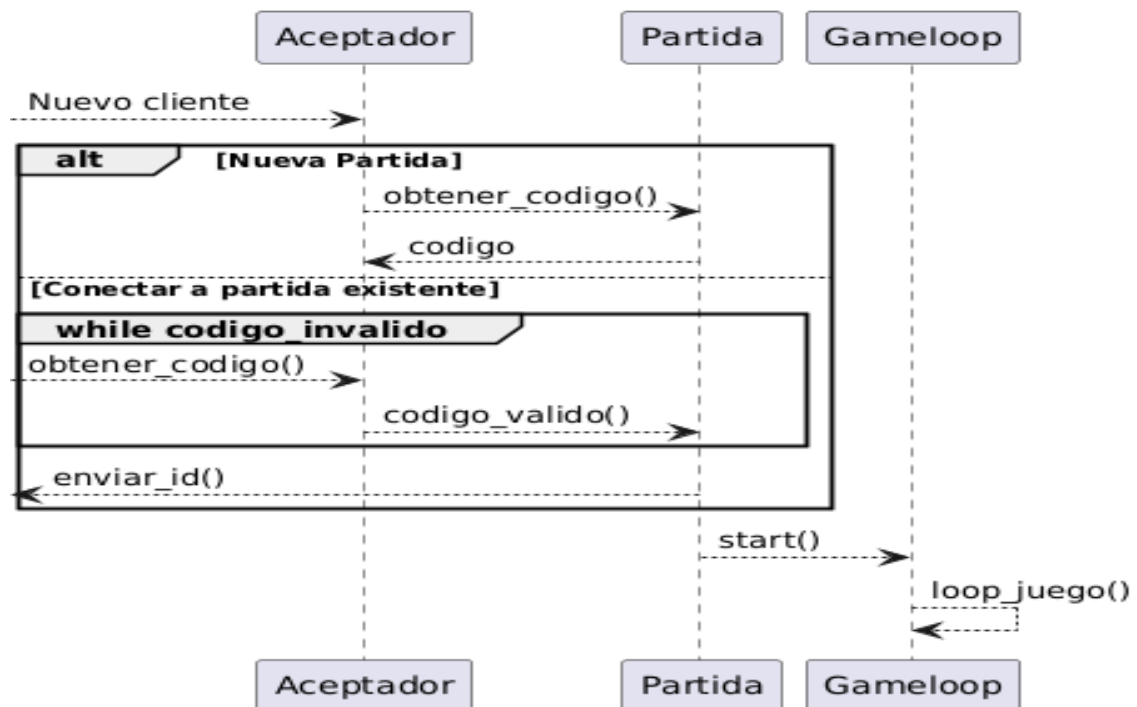 Aceptador Partida Gameloop
Nuevo cliente
alt [Nueva Partida]
obtener_codigo()
codigo
[Conectar a partida existente]
while codigo_invalido
obtener_codigo()
codigo_valido()
enviar_id()
start()
loop_juego()
Aceptador Partida Gameloop